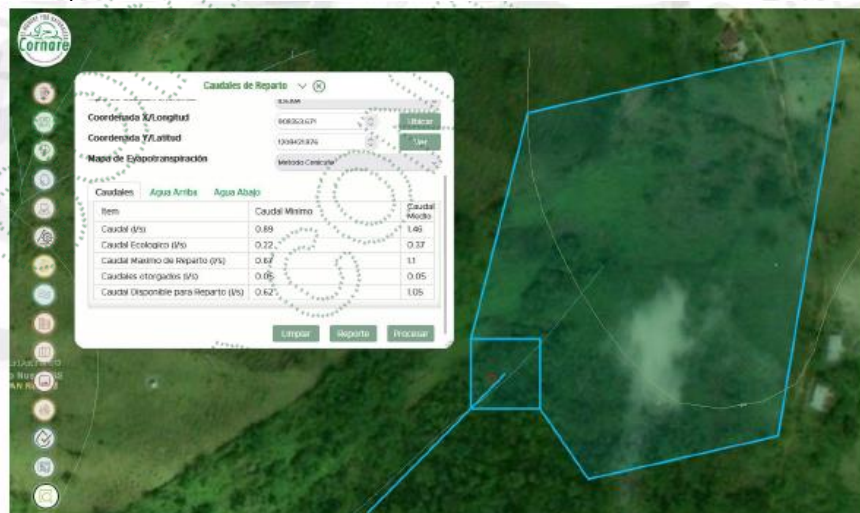 Cornare
Caudales de Reparto
Coordenada X/Longitud
Ubicar
Coordenada Y/Latitud
Ver
Mapa de Evapotranspiración
Metodo Cenicafe
Caudales Agua Arriba Agua Abajo
Item Caudal Minimo Caudal Medio
Caudal (l/s) 0.89 1.46
Caudal Ecologico (l/s) 0.22 0.37
Caudal Maximo de Reparto (l/s) 0.67 1.1
Caudales otorgados (l/s) 0.05 0.05
Caudal Disponible para Reparto (l/s) 0.62 1.05
Limpiar Reporte Procesar